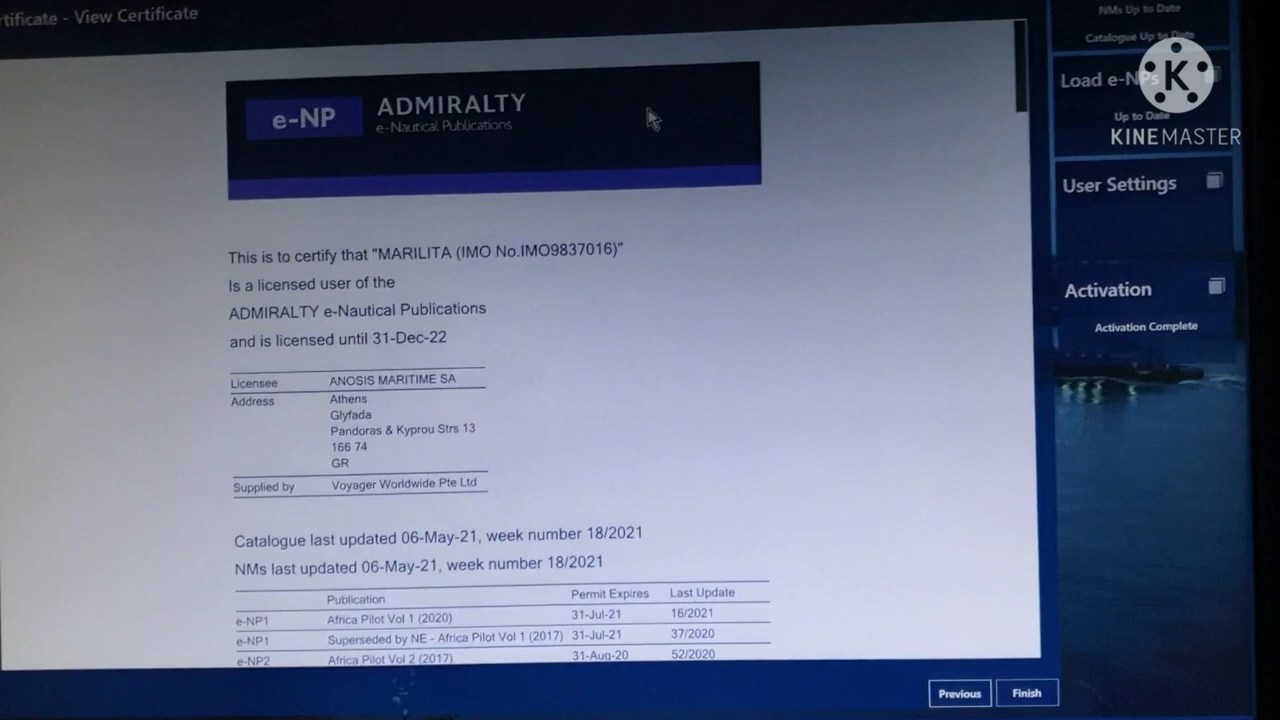 rtificate - View Certificate
NMs Up to Date
Catalogue Up to Date
Load e-NPs
Up to Date
KINEMASTER
User Settings
Activation
Activation Complete
e-NP
ADMIRALTY
e-Nautical Publications
This is to certify that "MARILITA (IMO No.IMO9837016)"
Is a licensed user of the
ADMIRALTY e-Nautical Publications
and is licensed until 31-Dec-22
Licensee ANOSIS MARITIME SA
Address Athens
Glyfada
Pandoras & Kyprou Strs 13
166 74
GR
Supplied by Voyager Worldwide Pte Ltd
Catalogue last updated 06-May-21, week number 18/2021
NMs last updated 06-May-21, week number 18/2021
Publication Permit Expires Last Update
e-NP1 Africa Pilot Vol 1 (2020) 31-Jul-21 16/2021
e-NP1 Superseded by NE - Africa Pilot Vol 1 (2017) 31-Jul-21 37/2020
e-NP2 Africa Pilot Vol 2 (2017) 31-Aug-20 52/2020
Previous Finish